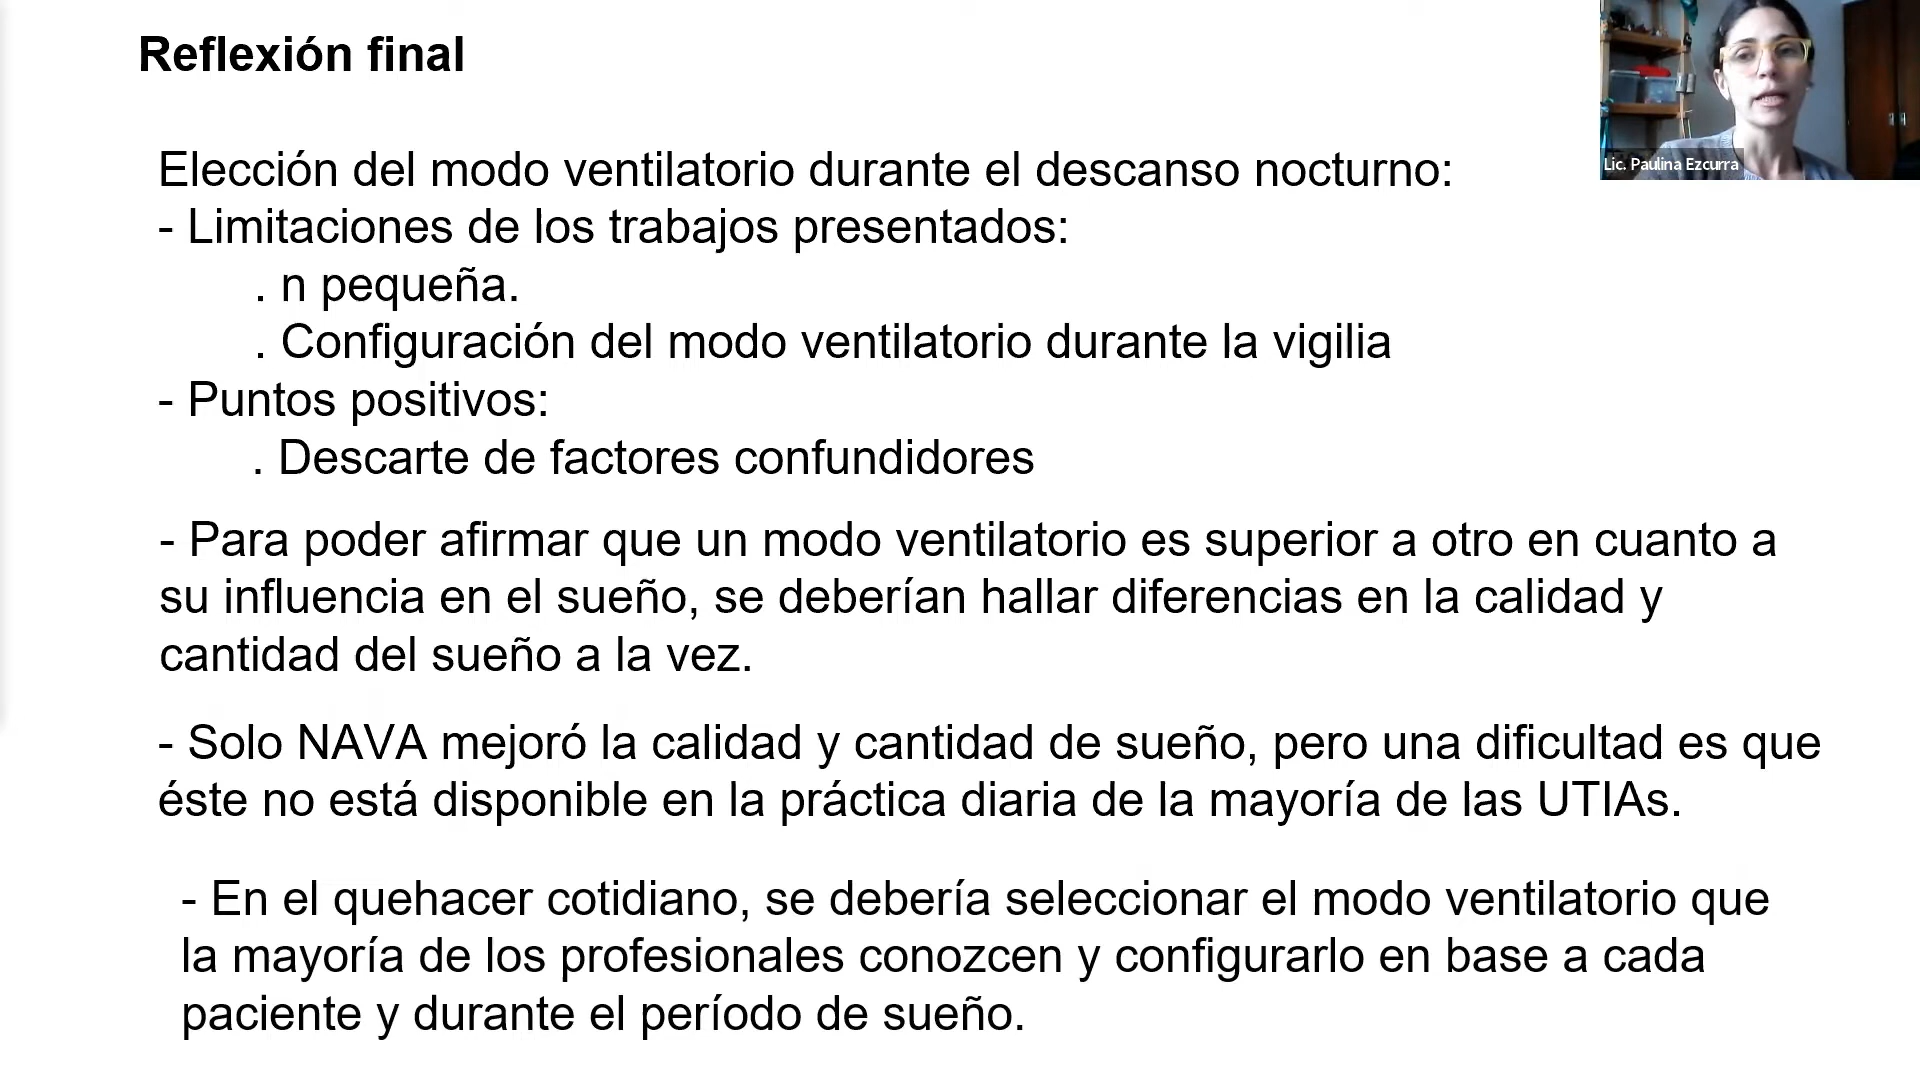 Reflexión final
Lic. Paulina Ezcurra
Elección del modo ventilatorio durante el descanso nocturno:
- Limitaciones de los trabajos presentados:
. n pequeña.
. Configuración del modo ventilatorio durante la vigilia
- Puntos positivos:
. Descarte de factores confundidores
- Para poder afirmar que un modo ventilatorio es superior a otro en cuanto a
su influencia en el sueño, se deberían hallar diferencias en la calidad y
cantidad del sueño a la vez.
- Solo NAVA mejoró la calidad y cantidad de sueño, pero una dificultad es que
éste no está disponible en la práctica diaria de la mayoría de las UTIAs.
- En el quehacer cotidiano, se debería seleccionar el modo ventilatorio que
la mayoría de los profesionales conozcen y configurarlo en base a cada
paciente y durante el período de sueño.